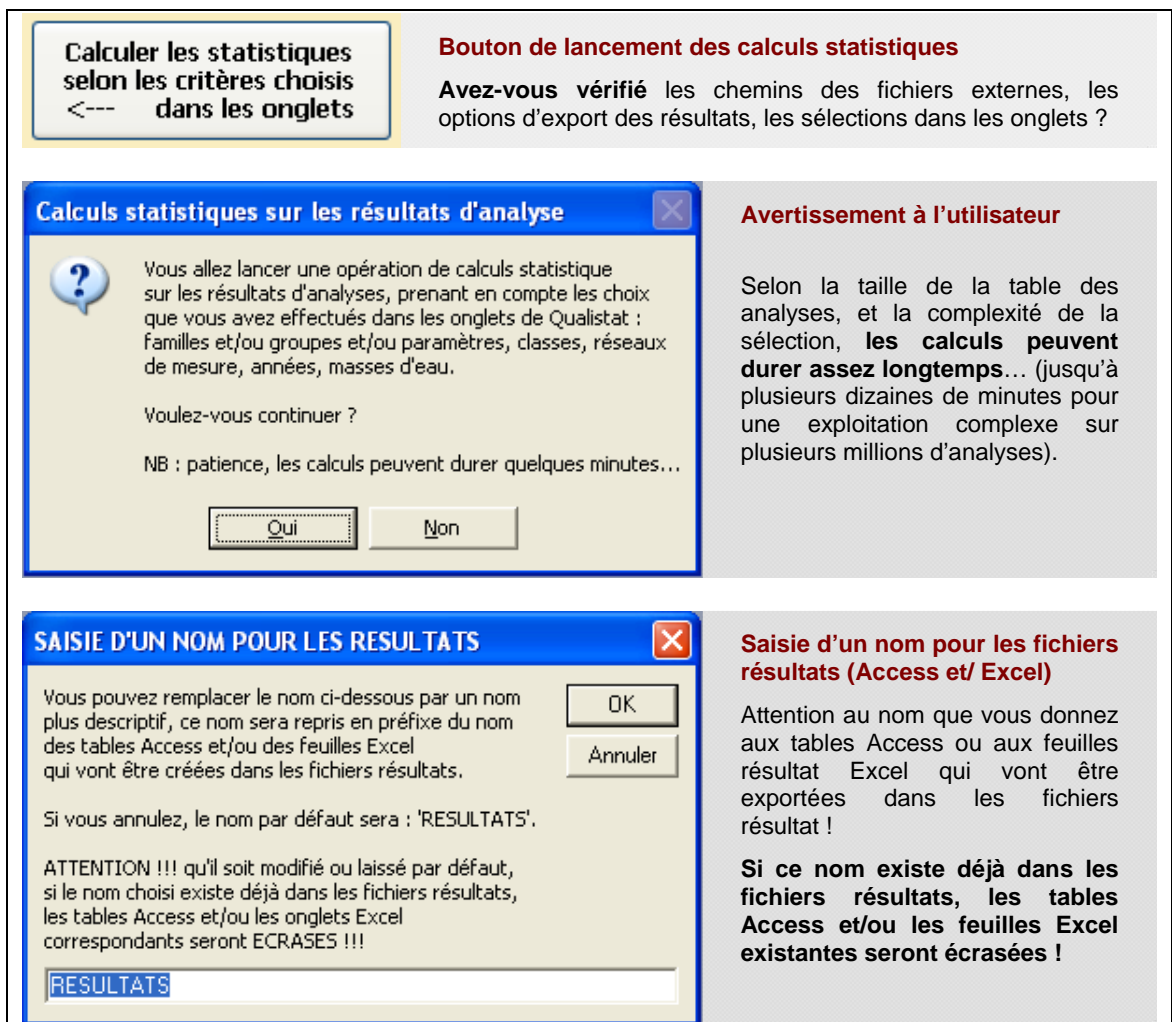 Calculer les statistiques
selon les critères choisis
<--- dans les onglets
Bouton de lancement des calculs statistiques
Avez-vous vérifié les chemins des fichiers externes, les
options d'export des résultats, les sélections dans les onglets ?
Calculs statistiques sur les résultats d'analyse
Vous allez lancer une opération de calculs statistique
sur les résultats d'analyses, prenant en compte les choix
que vous avez effectués dans les onglets de Qualistat :
familles et/ou groupes et/ou paramètres, classes, réseaux
de mesure, années, masses d'eau.
Voulez-vous continuer ?
NB : patience, les calculs peuvent durer quelques minutes...
Oui
Non
Avertissement à l'utilisateur
Selon la taille de la table des
analyses, et la complexité de la
sélection, les calculs peuvent
durer assez longtemps… (jusqu'à
plusieurs dizaines de minutes pour
une exploitation complexe sur
plusieurs millions d'analyses).
SAISIE D'UN NOM POUR LES RESULTATS
Vous pouvez remplacer le nom ci-dessous par un nom
plus descriptif, ce nom sera repris en préfixe du nom
des tables Access et/ou des feuilles Excel
qui vont être créées dans les fichiers résultats.
Si vous annulez, le nom par défaut sera : 'RESULTATS'.
ATTENTION !!! qu'il soit modifié ou laissé par défaut,
si le nom choisi existe déjà dans les fichiers résultats,
les tables Access et/ou les onglets Excel
correspondants seront ECRASES !!!
OK
Annuler
RESULTATS
Saisie d'un nom pour les fichiers
résultats (Access et/ Excel)
Attention au nom que vous donnez
aux tables Access ou aux feuilles
résultat Excel qui vont être
exportées dans les fichiers
résultat !
Si ce nom existe déjà dans les
fichiers résultats, les tables
Access et/ou les feuilles Excel
existantes seront écrasées !